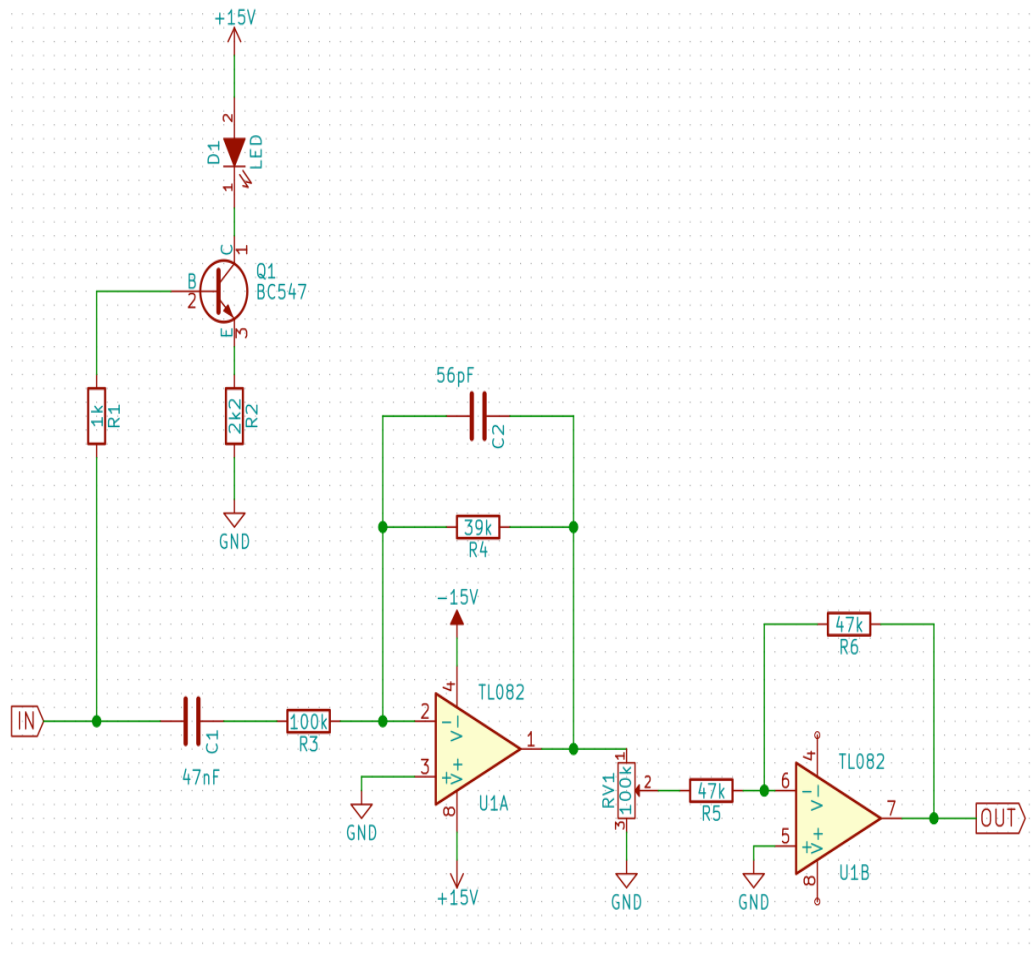 +15V
2
D1
LED
1
C
1
Q1
BC547
B
2
E
3
1k
R1
2k2
R2
GND
56pF
C2
39k
R4
-15V
4
TL082
IN
C1
47nF
100k
R3
2
- V-
1
3
+ V+
8
U1A
GND
+15V
RV1
100k
1
2
3
GND
47k
R5
47k
R6
4
TL082
6
- V-
7
5
+ V+
8
U1B
GND
OUT